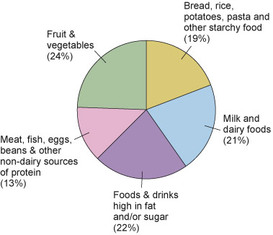 Bread, rice,
potatoes, pasta and
other starchy food
(19%)
Milk and
dairy foods
(21%)
Foods & drinks
high in fat
and/or sugar
(22%)
Meat, fish, eggs,
beans & other
non-dairy sources
of protein
(13%)
Fruit &
vegetables
(24%)